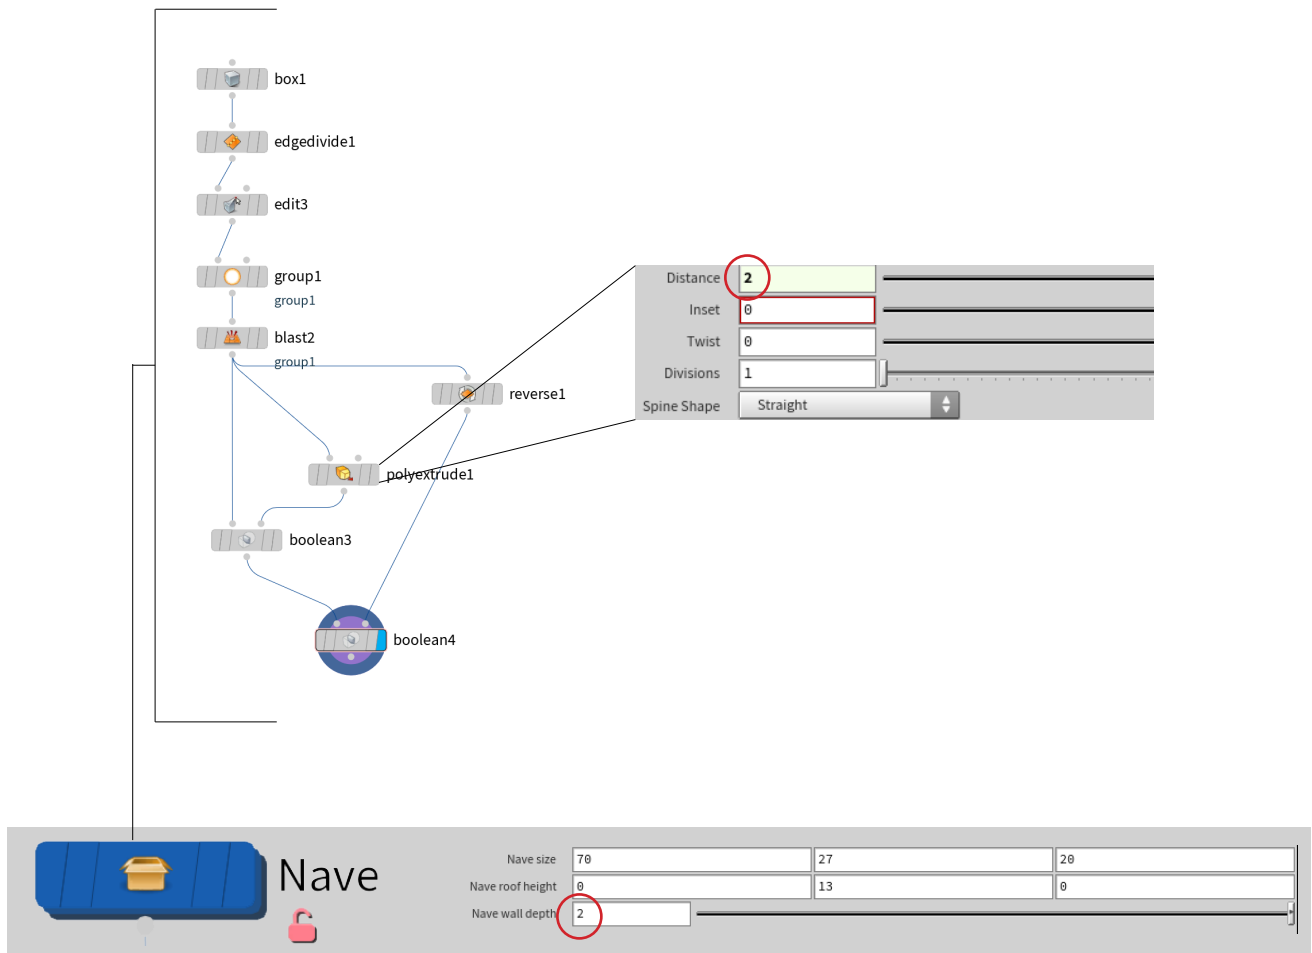 box1
edgedivide1
edit3
group1
group1
blast2
group1
reverse1
polyextrude1
boolean3
boolean4
Distance 2
Inset 0
Twist 0
Divisions 1
Spine Shape Straight
Nave
Nave size 70 27 20
Nave roof height 0 13 0
Nave wall depth 2